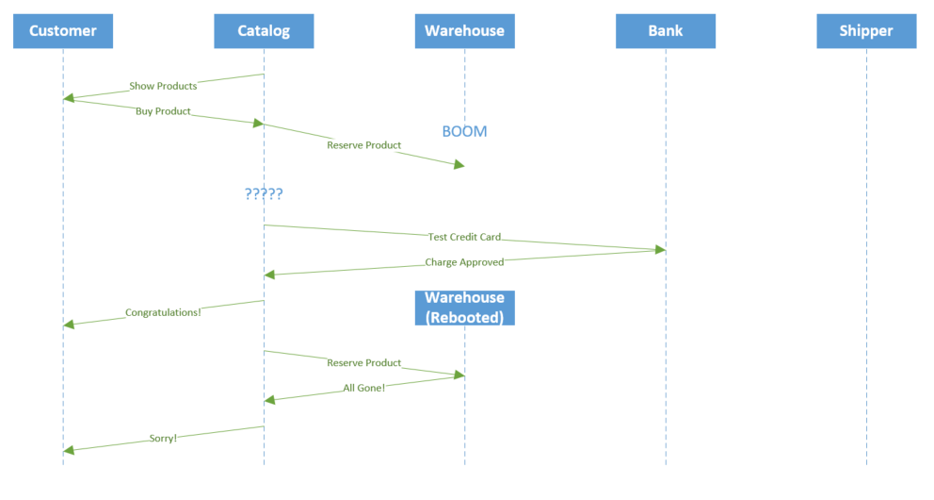 Customer
Catalog
Warehouse
Bank
Shipper
Show Products
Buy Product
BOOM
Reserve Product
?????
Test Credit Card
Charge Approved
Warehouse
(Rebooted)
Congratulations!
Reserve Product
All Gone!
Sorry!